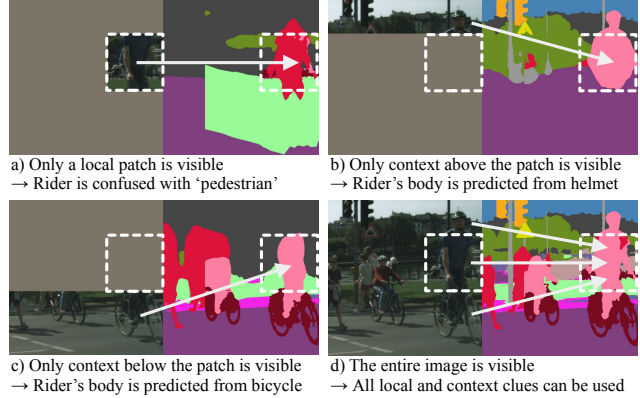 a) Only a local patch is visible
→ Rider is confused with ‘pedestrian’
b) Only context above the patch is visible
→ Rider’s body is predicted from helmet
c) Only context below the patch is visible
→ Rider’s body is predicted from bicycle
d) The entire image is visible
→ All local and context clues can be used